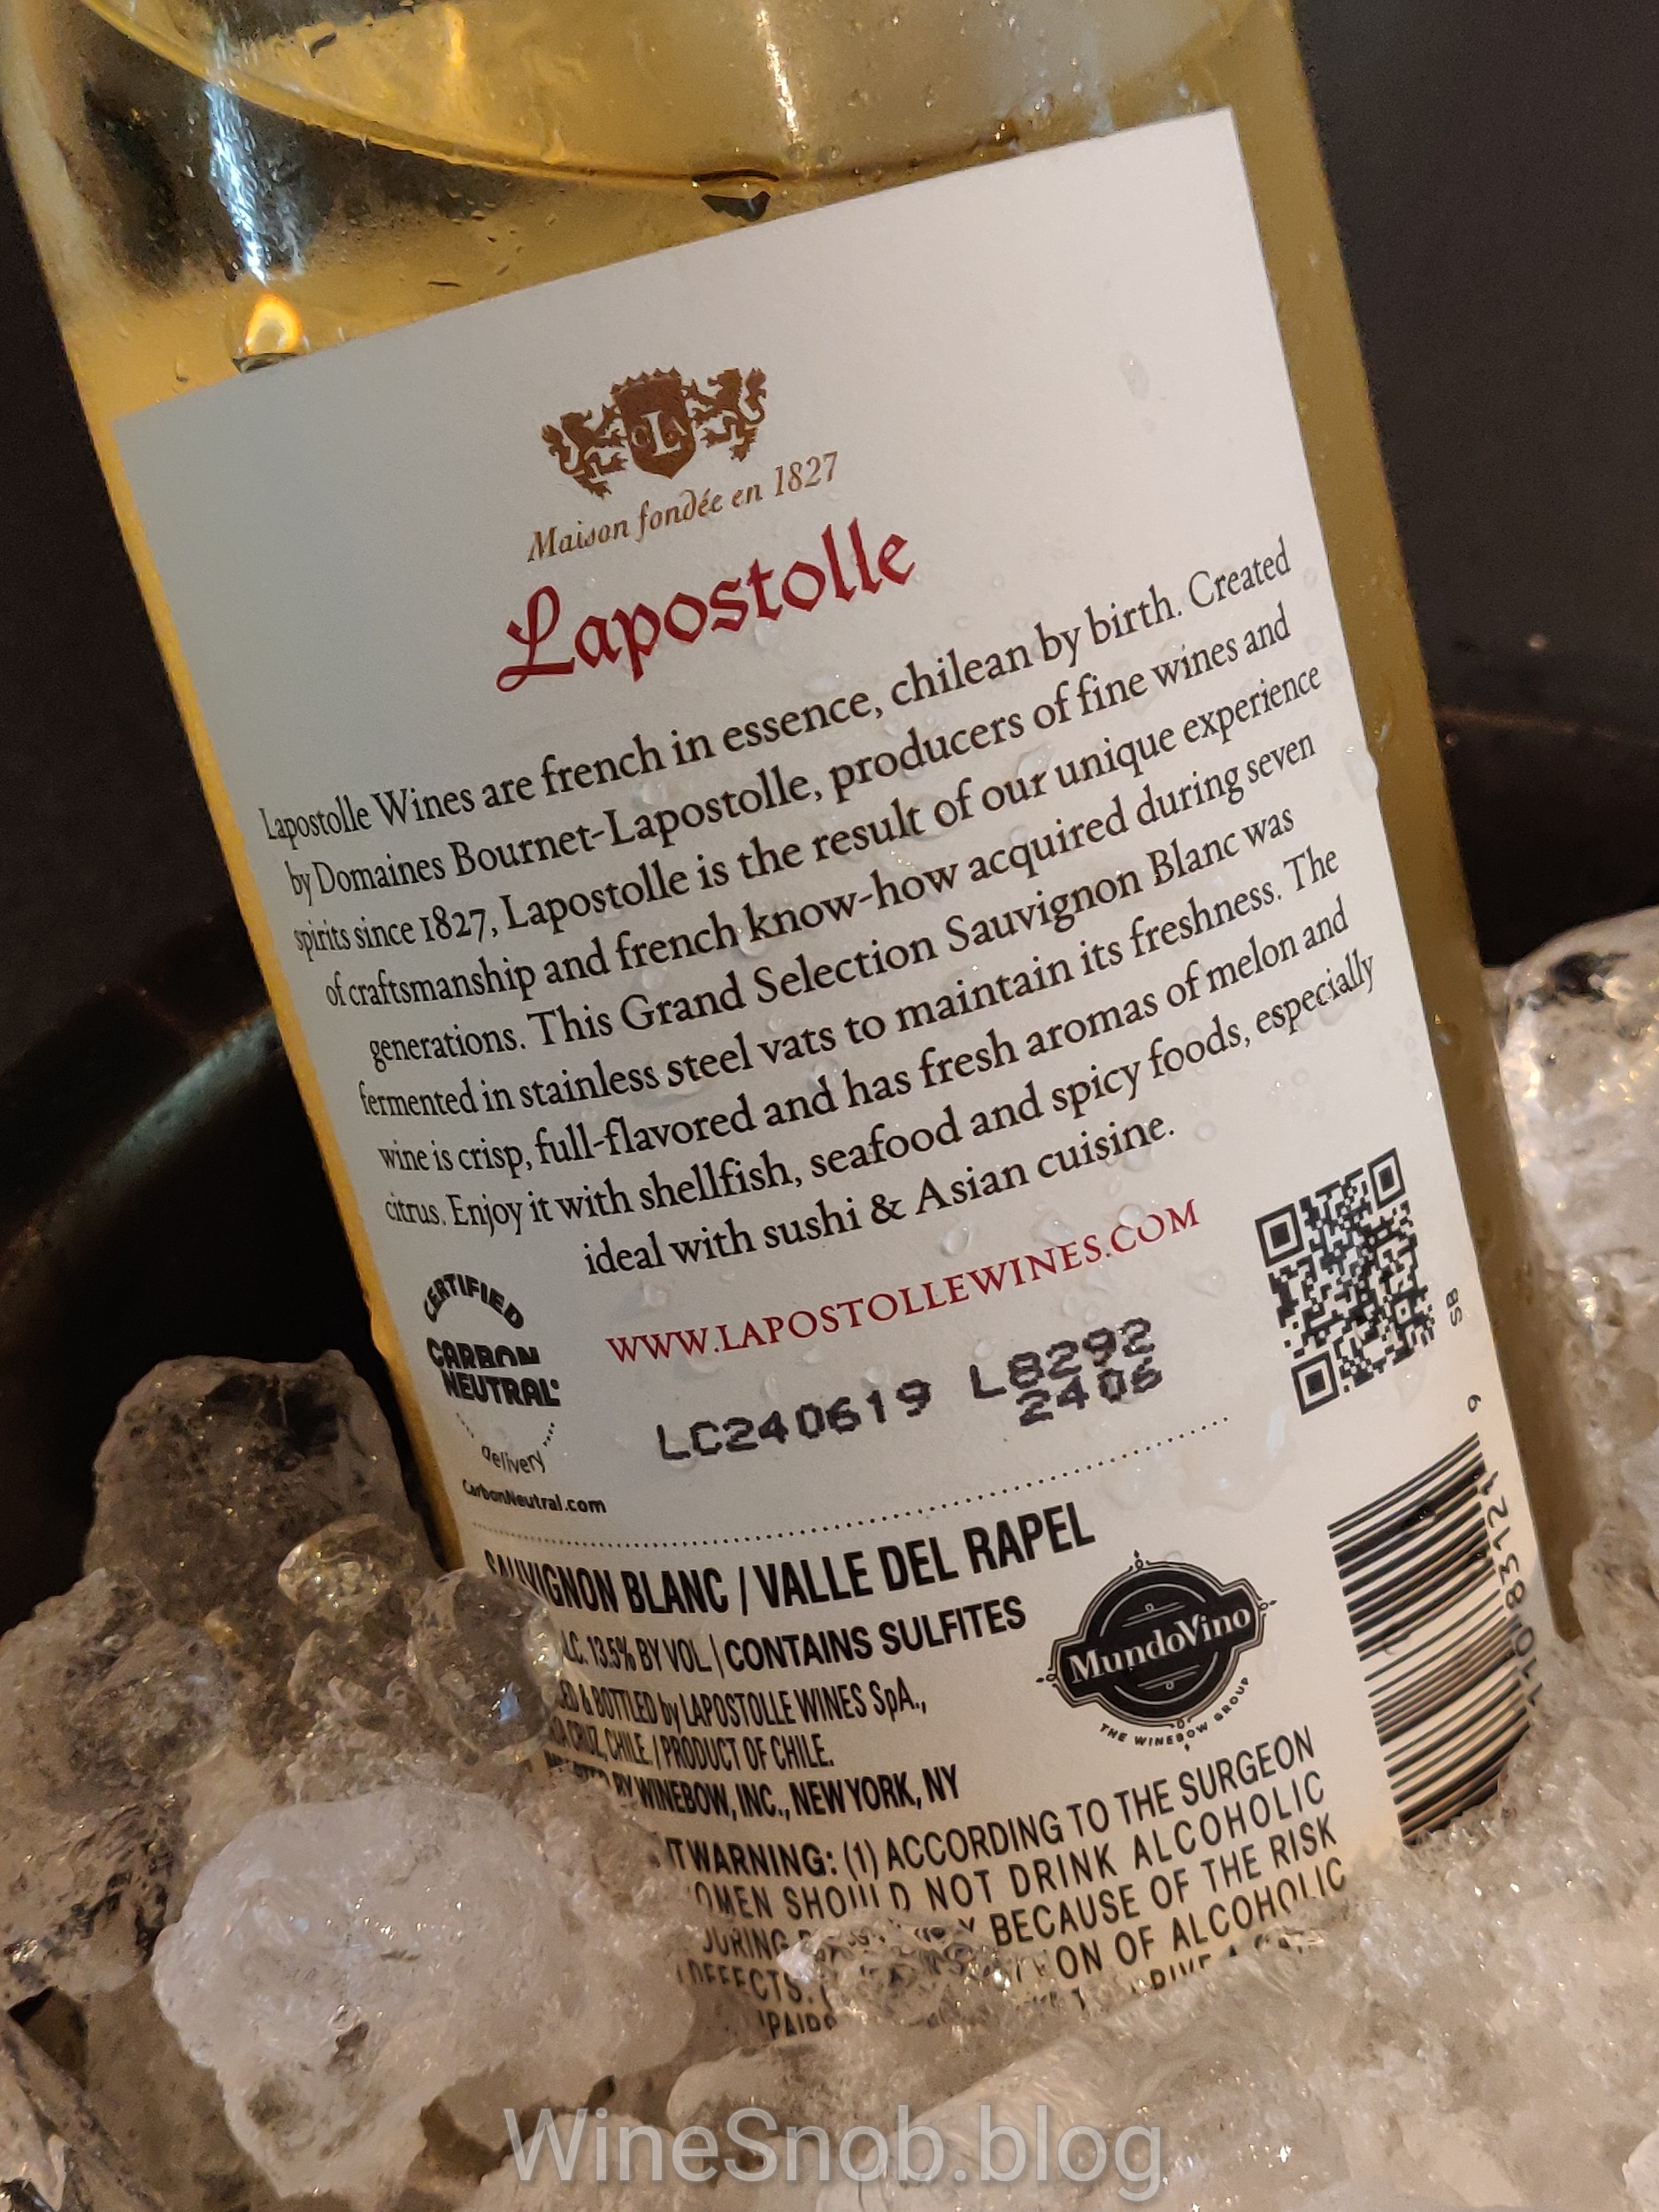 L
Maison fondée en 1827
Lapostolle
Lapostolle Wines are french in essence, chilean by birth. Created
by Domaines Bournet-Lapostolle, producers of fine wines and
spirits since 1827, Lapostolle is the result of our unique experience
of craftsmanship and french know-how acquired during seven
generations. This Grand Selection Sauvignon Blanc was
fermented in stainless steel vats to maintain its freshness. The
wine is crisp, full-flavored and has fresh aromas of melon and
citrus. Enjoy it with shellfish, seafood and spicy foods, especially
ideal with sushi & Asian cuisine.
WWW.LAPOSTOLLEWINES.COM
SB
CERTIFIED
CARBON
NEUTRAL
delivery
CarbonNeutral.com
LC240619 L8292
2406
SAUVIGNON BLANC / VALLE DEL RAPEL
13.5% BY VOL. | CONTAINS SULFITES
& BOTTLED by LAPOSTOLLE WINES SpA.,
CRUZ, CHILE. / PRODUCT OF CHILE.
BY WINEBOW, INC., NEW YORK, NY
MundoVino
THE WINEBOW GROUP
WARNING: (1) ACCORDING TO THE SURGEON
SHOULD NOT DRINK ALCOHOLIC
BECAUSE OF THE RISK
OF ALCOHOLIC
WineSnob.blog